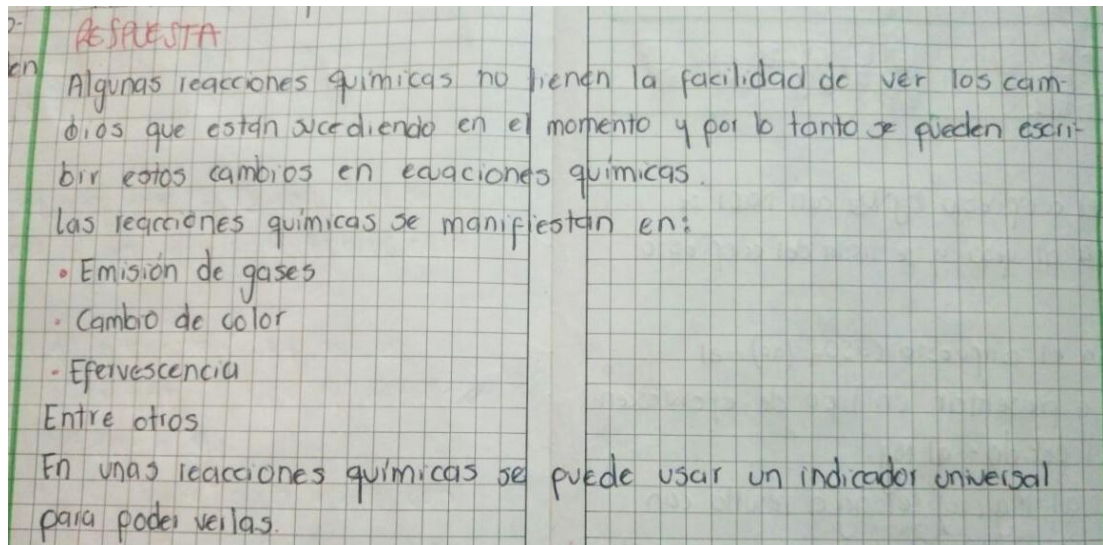 RESPUESTA
Algunas reacciones químicas no tienen la facilidad de ver los cam-
bios que están sucediendo en el momento y por lo tanto se pueden escri-
bir estos cambios en ecuaciones químicas.
Las reacciones químicas se manifiestan en:
• Emisión de gases
• Cambio de color
• Efervescencia
Entre otros
En unas reacciones químicas se puede usar un indicador universal
para poder verlas.